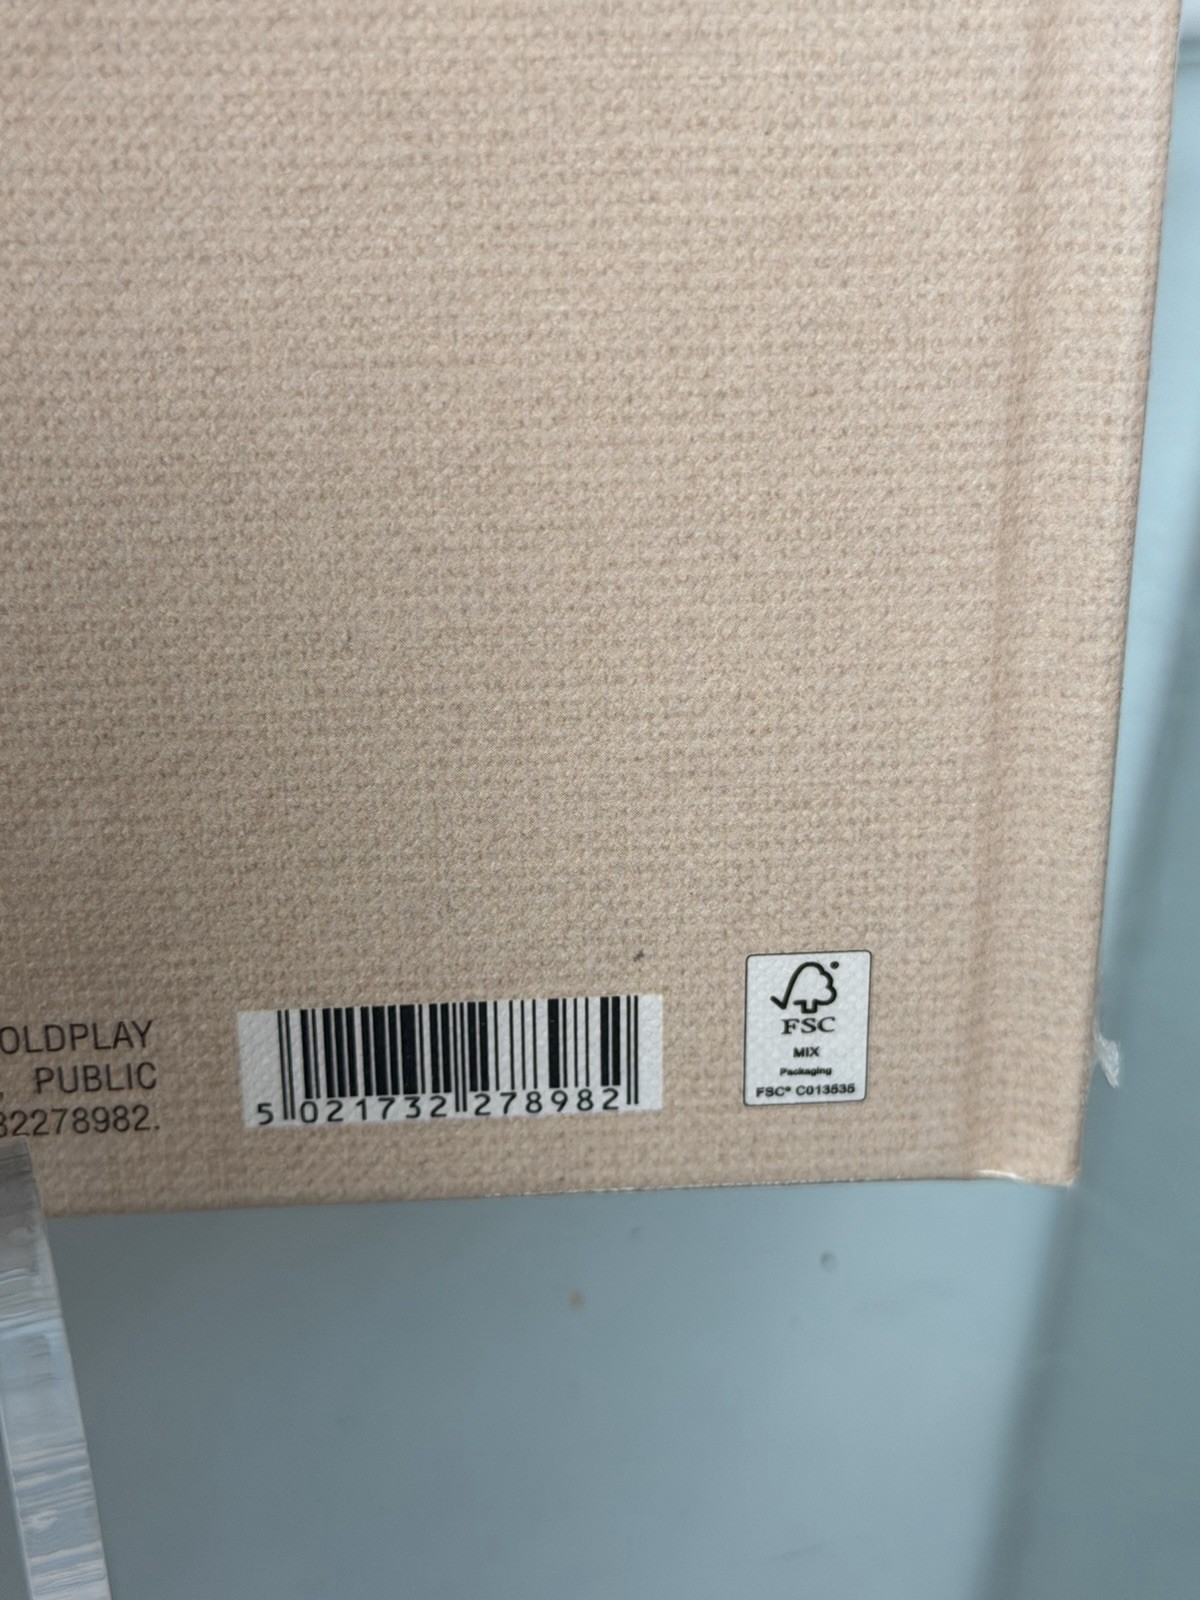 OLDPLAY
, PUBLIC
32278982.
5 021732 278982
FSC
MIX
Packaging
FSC® C013535